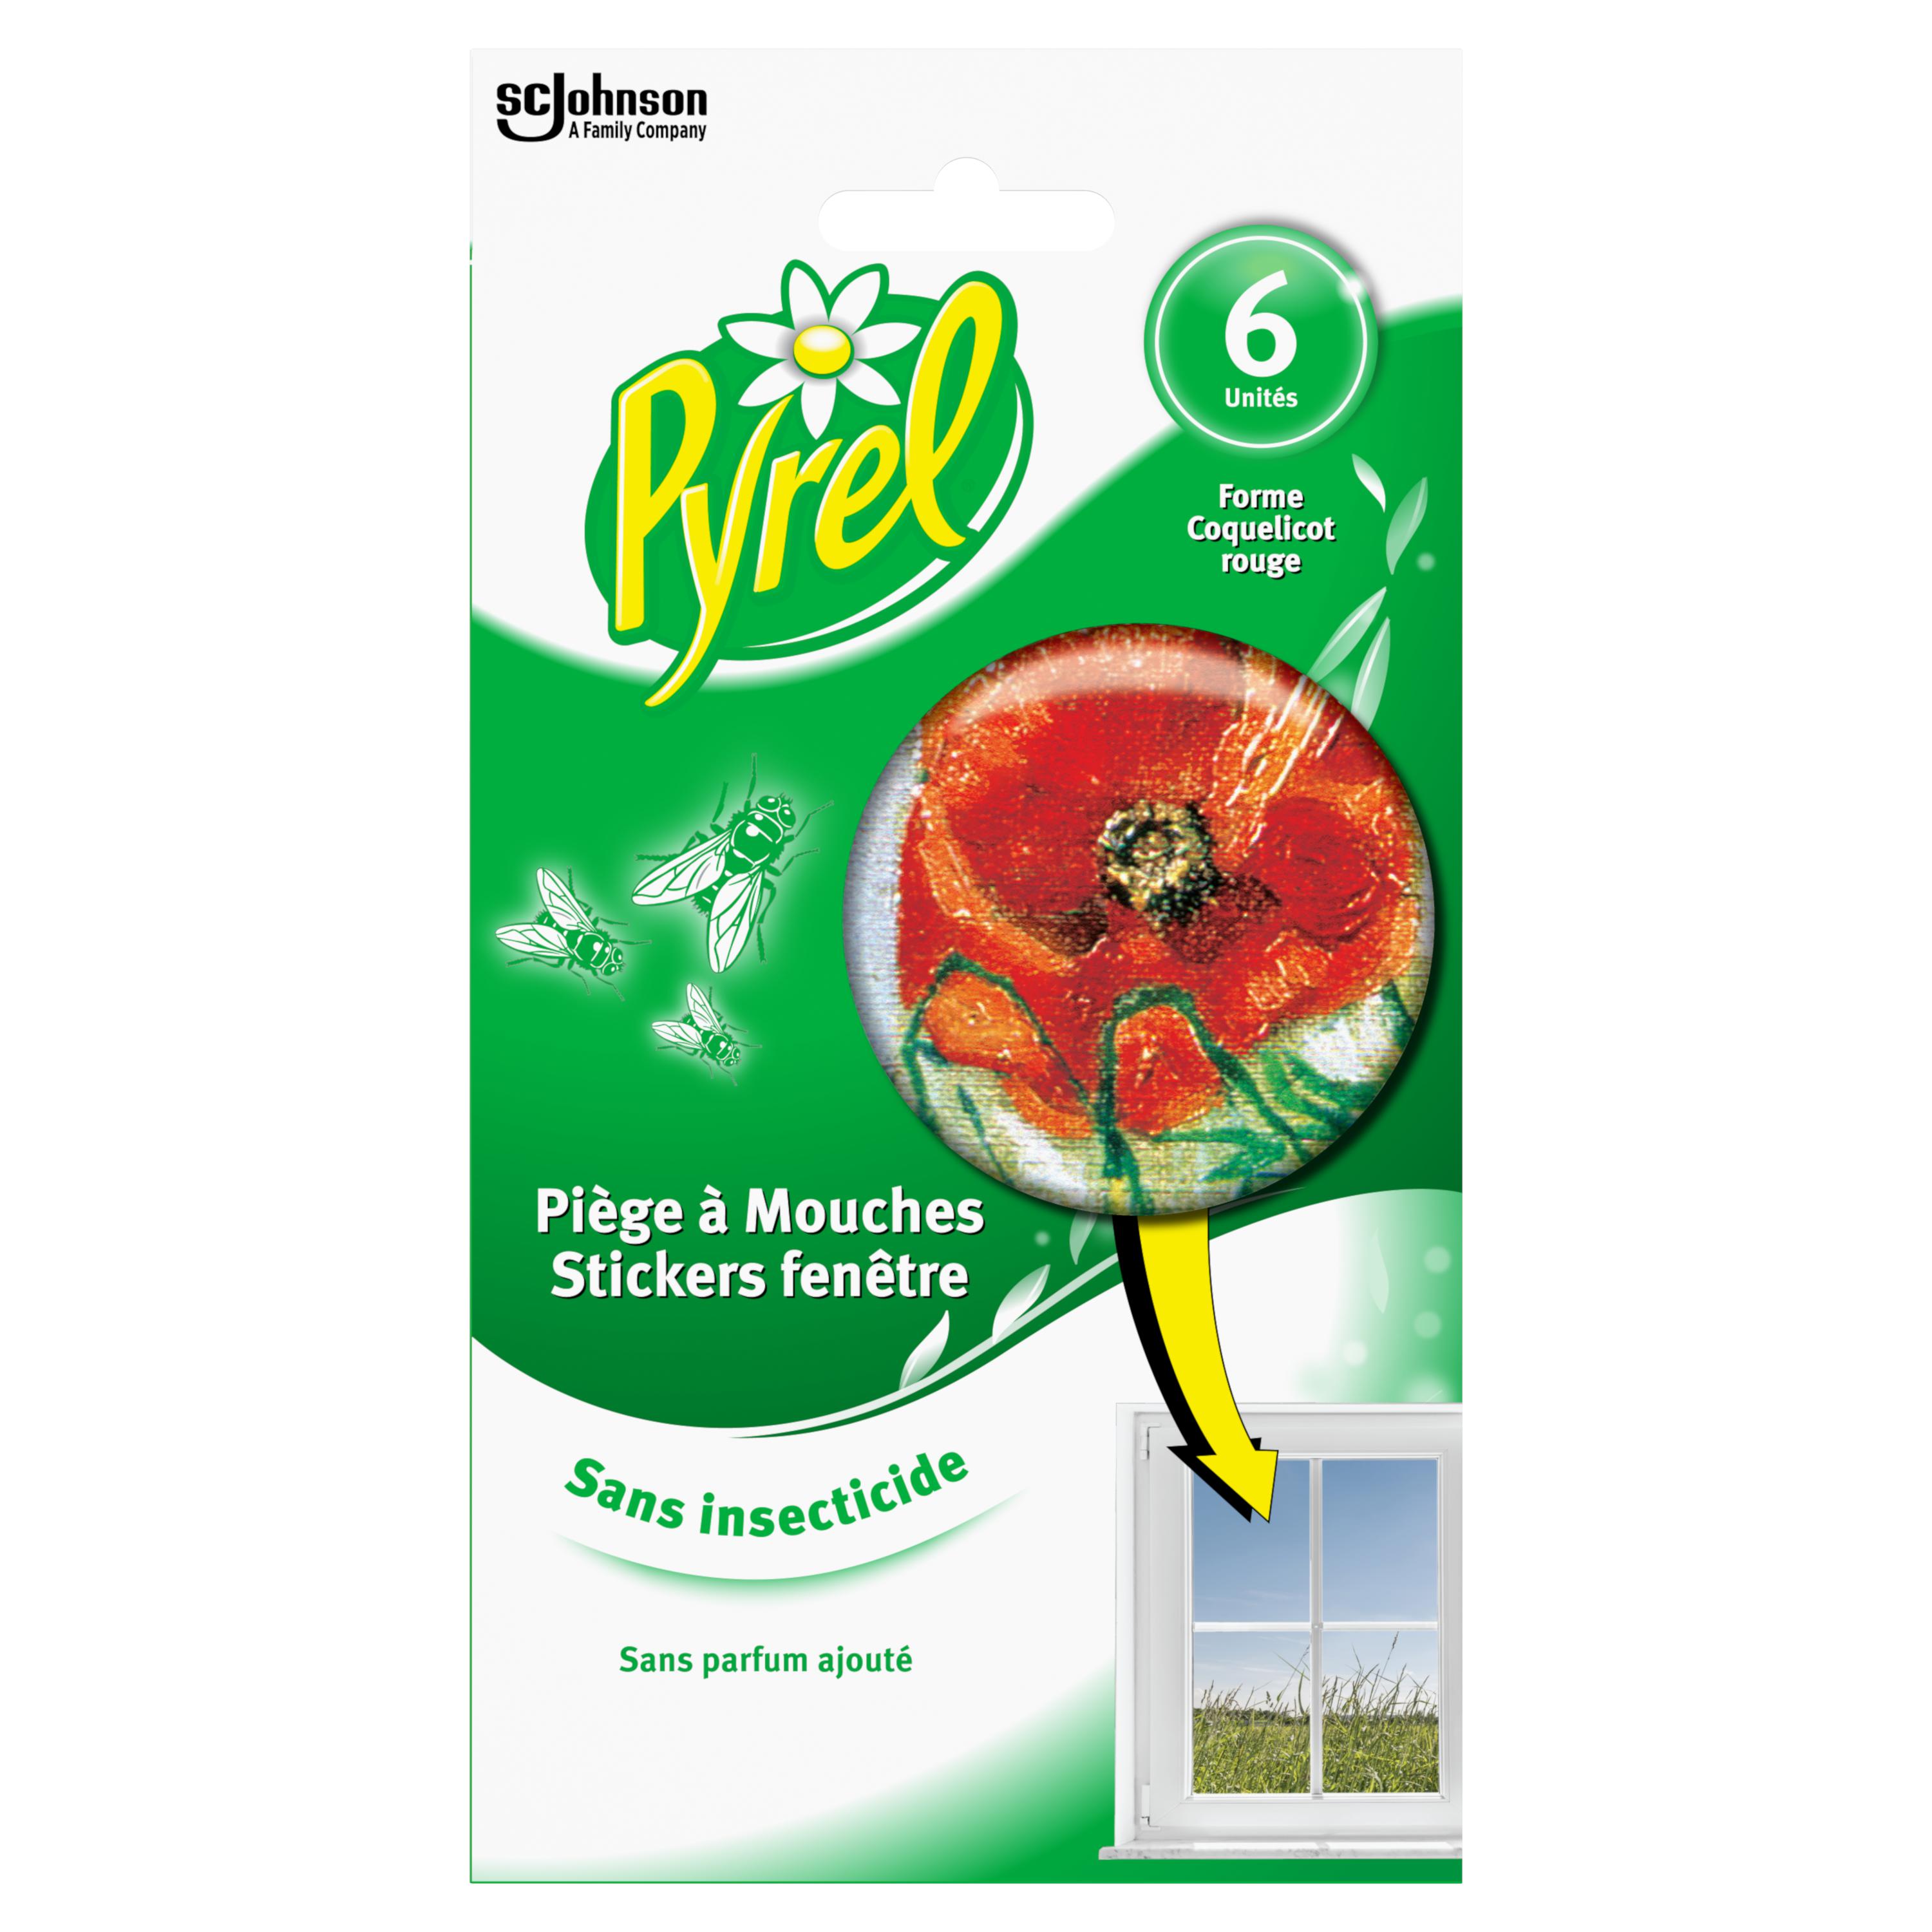 scJohnson
A Family Company
6
Unités
Pyrel
Forme
Coquelicot
rouge
Piège à Mouches
Stickers fenêtre
Sans insecticide
Sans parfum ajouté